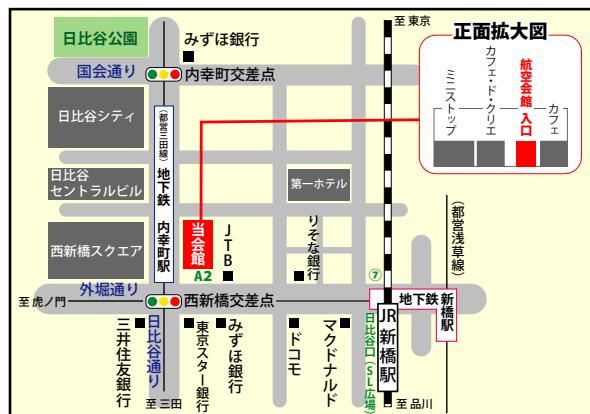 日比谷公園
みずほ銀行
至東京
国会通り
内幸町交差点
正面拡大図
ミニストップ
カフェ・ド・クリエ
航空会館
入口
カフェ
日比谷シティ
(都営三田線)
地下鉄 内幸町駅
日比谷
セントラルビル
第一ホテル
西新橋スクエア
当会館
A2
JTB
りそな銀行
(都営浅草線)
外堀通り
至虎ノ門
西新橋交差点
⑦
地下鉄
新橋駅
JR新橋駅
日比谷口(SL広場)
三井住友銀行
日比谷通り
東京スター銀行
みずほ銀行
ドコモ
マクドナルド
至三田
至品川